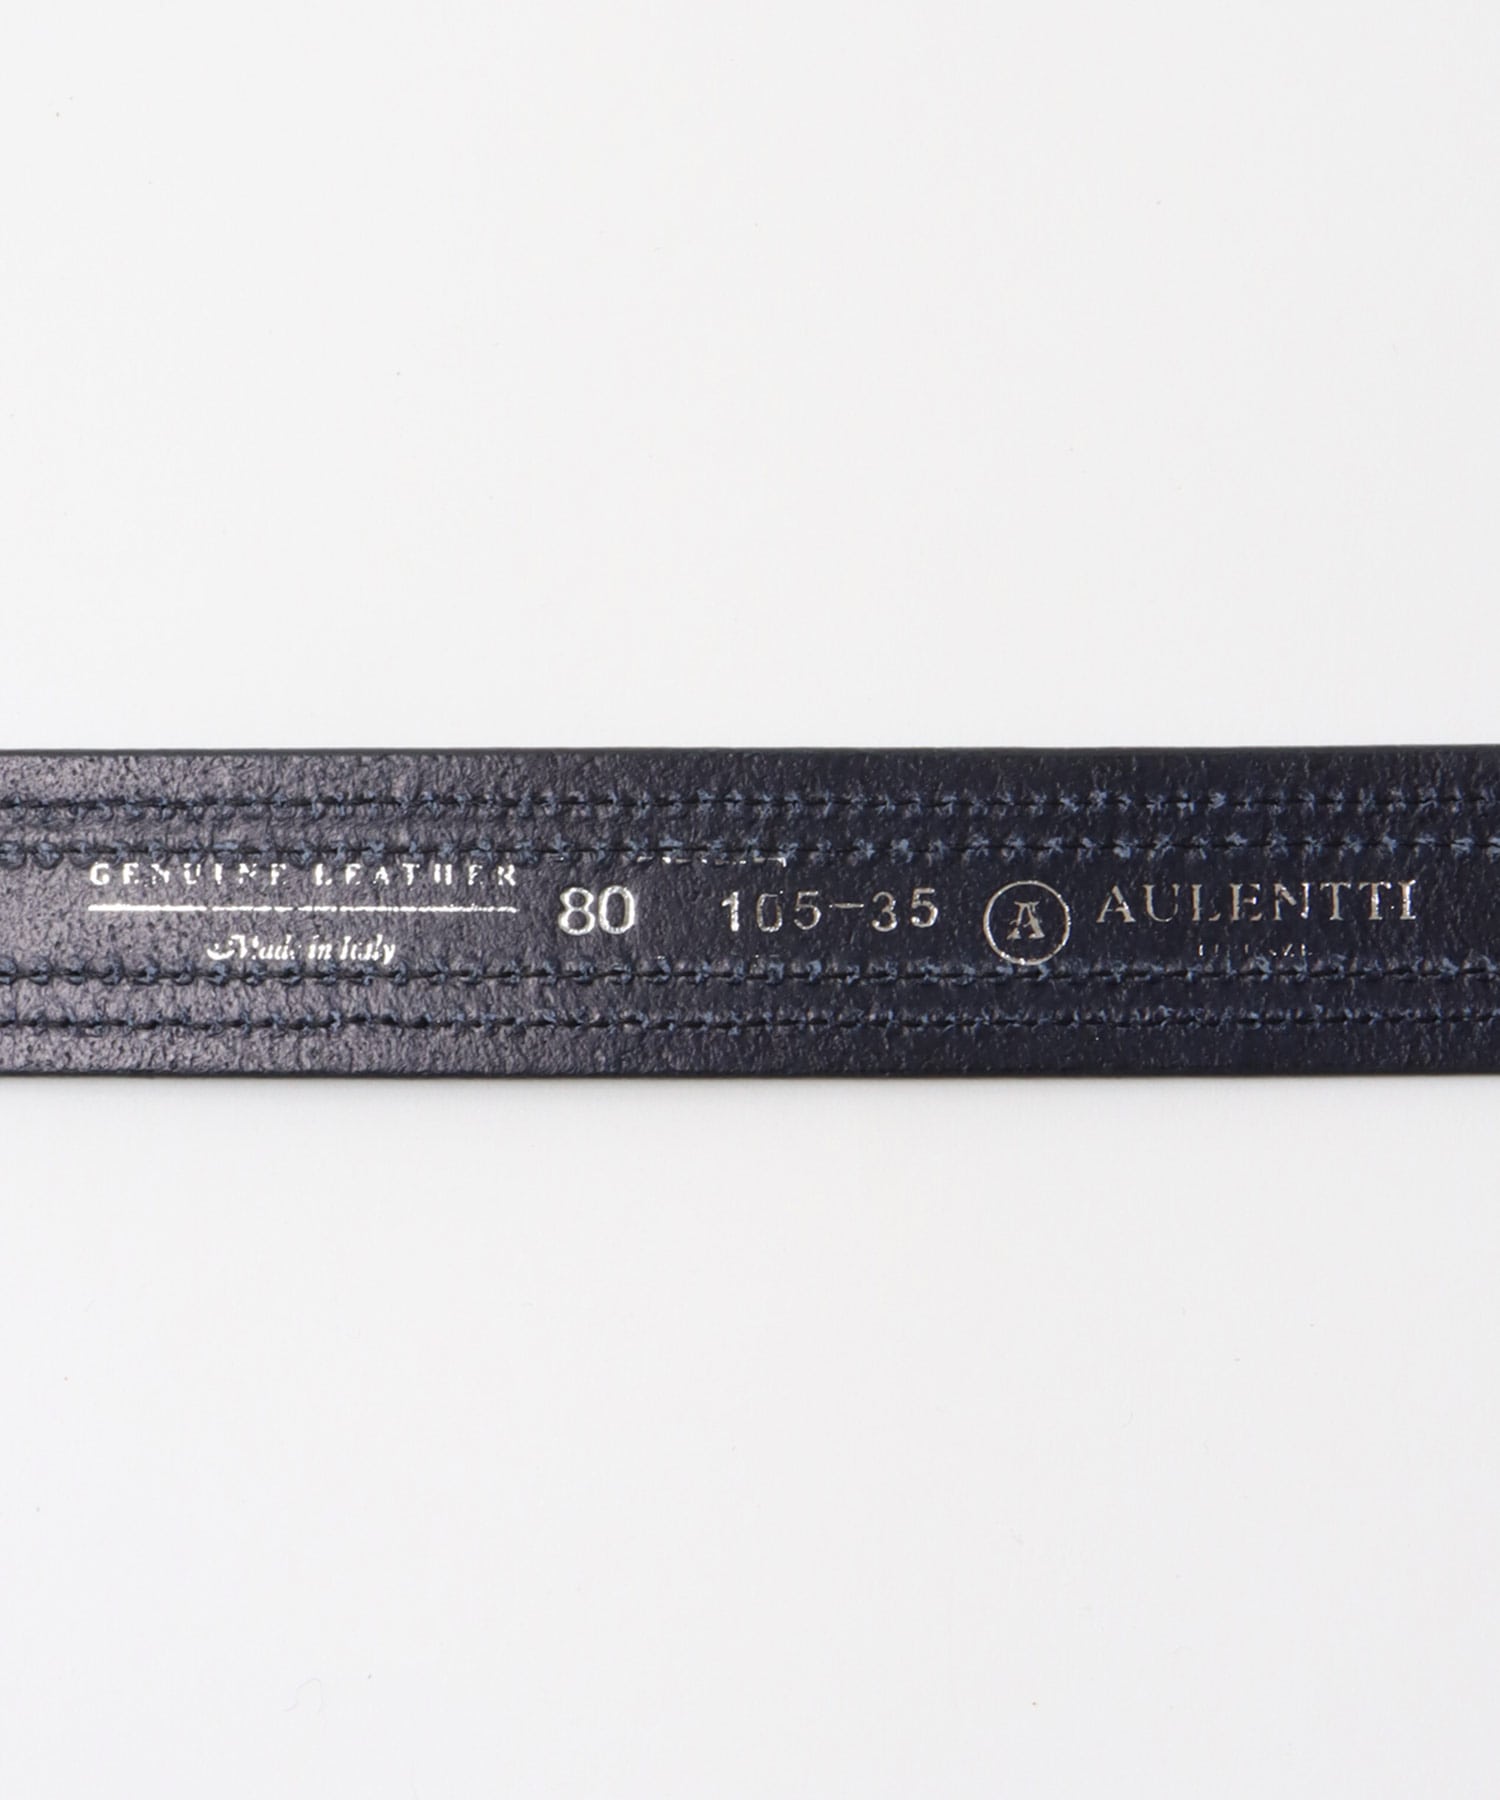 GENUINE LEATHER
Made in Italy
80
105-35
A
AULENTTI